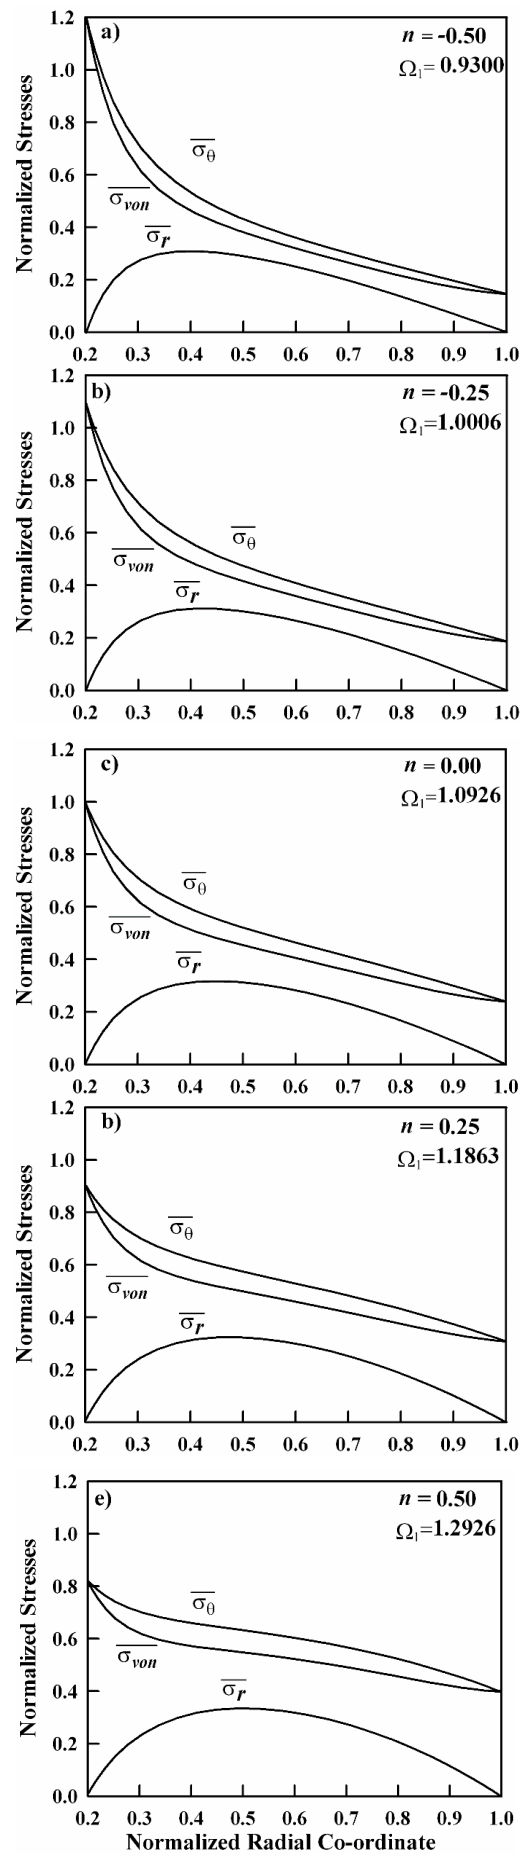 a)
n = -0.50
Ω₁= 0.9300
Normalized Stresses
1.2
1.0
0.8
0.6
0.4
0.2
0.0
σθ
σvon
σr
0.2 0.3 0.4 0.5 0.6 0.7 0.8 0.9 1.0
b)
n = -0.25
Ω₁=1.0006
Normalized Stresses
1.2
1.0
0.8
0.6
0.4
0.2
0.0
σθ
σvon
σr
0.2 0.3 0.4 0.5 0.6 0.7 0.8 0.9 1.0
c)
n = 0.00
Ω₁=1.0926
Normalized Stresses
1.2
1.0
0.8
0.6
0.4
0.2
0.0
σθ
σvon
σr
0.2 0.3 0.4 0.5 0.6 0.7 0.8 0.9 1.0
b)
n = 0.25
Ω₁=1.1863
Normalized Stresses
1.2
1.0
0.8
0.6
0.4
0.2
0.0
σθ
σvon
σr
0.2 0.3 0.4 0.5 0.6 0.7 0.8 0.9 1.0
e)
n = 0.50
Ω₁=1.2926
Normalized Stresses
1.2
1.0
0.8
0.6
0.4
0.2
0.0
σθ
σvon
σr
0.2 0.3 0.4 0.5 0.6 0.7 0.8 0.9 1.0
Normalized Radial Co-ordinate